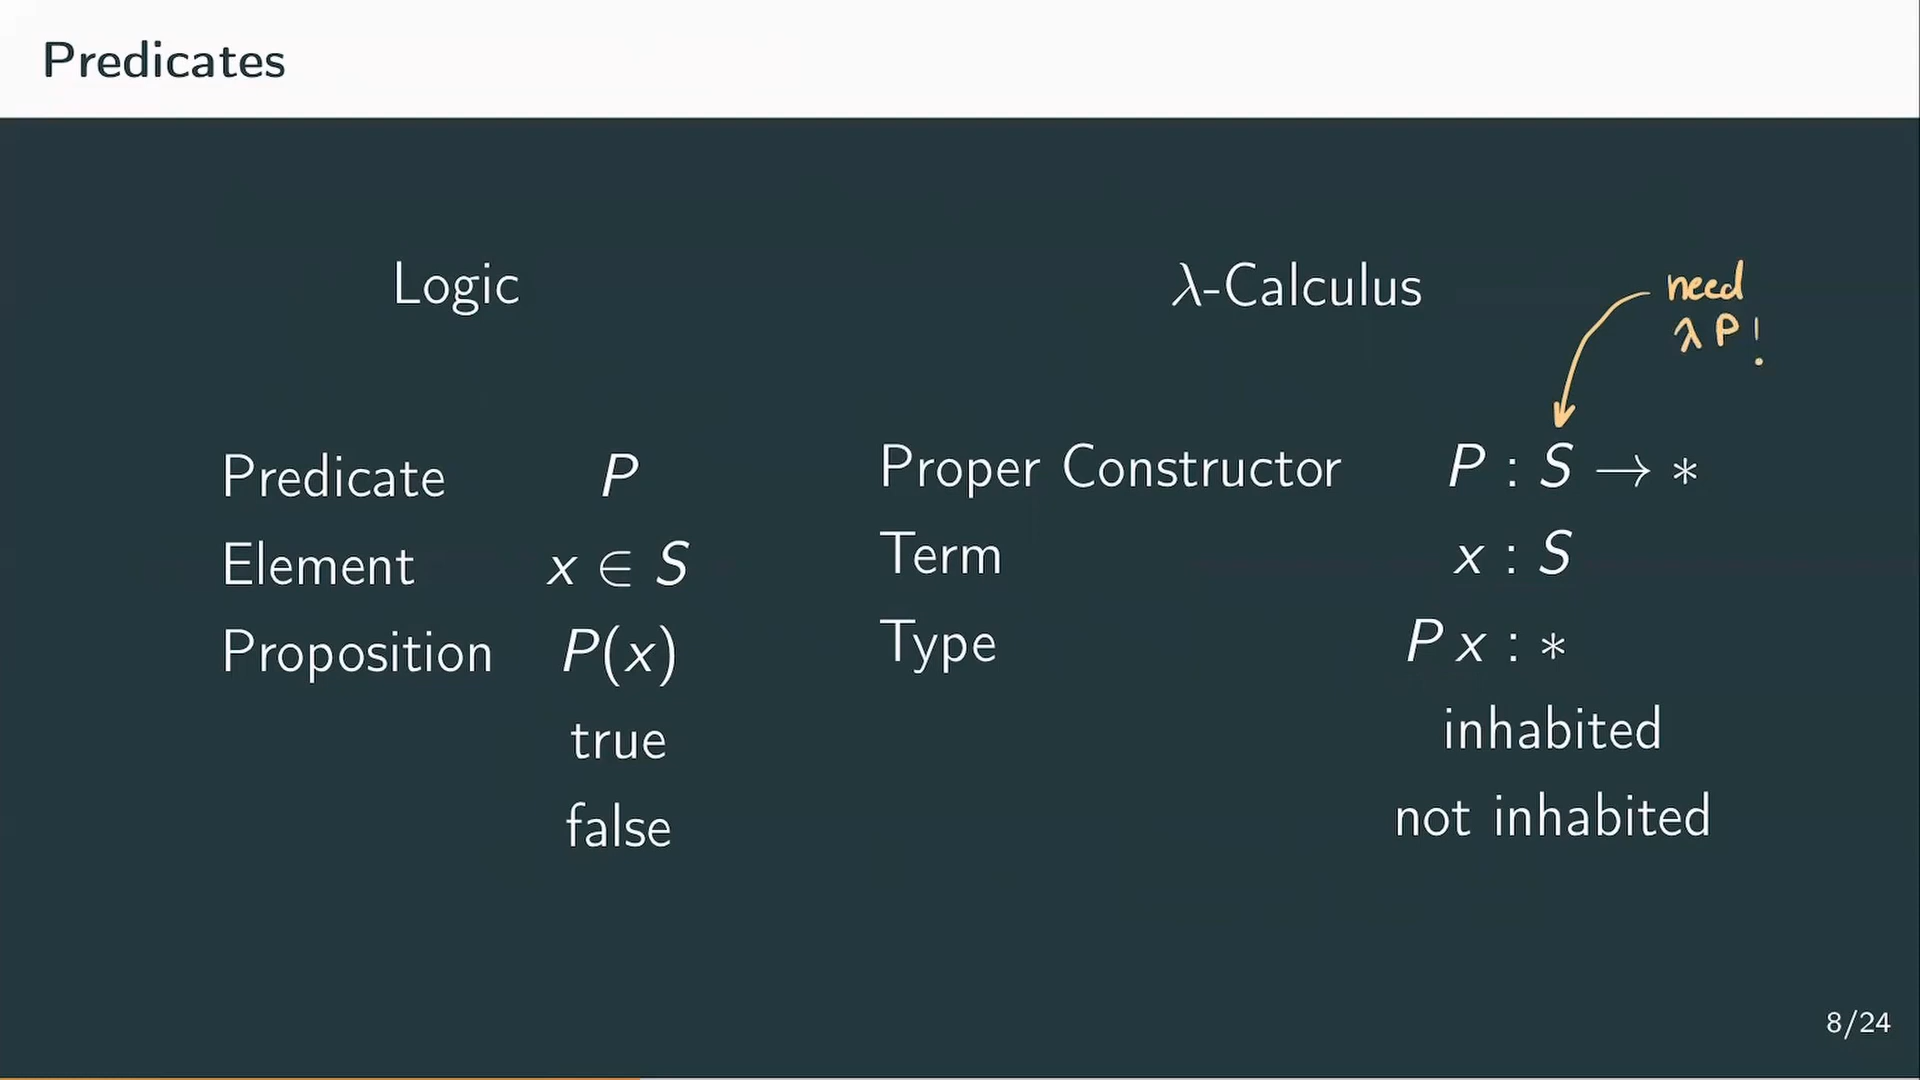 Predicates
Logic
λ-Calculus
need
λP!
Predicate P
Proper Constructor P : S → ∗
Element x ∈ S
Term x : S
Proposition P(x)
Type P x : ∗
true
inhabited
false
not inhabited
8/24